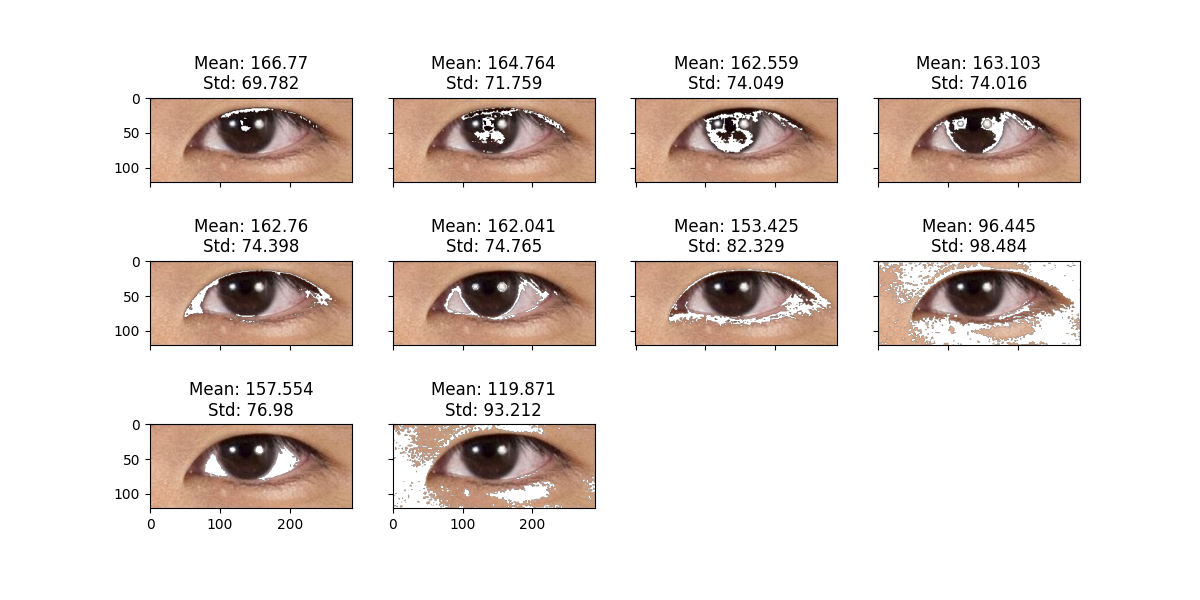 Mean: 166.77
Std: 69.782
Mean: 164.764
Std: 71.759
Mean: 162.559
Std: 74.049
Mean: 163.103
Std: 74.016
0
50
100
Mean: 162.76
Std: 74.398
Mean: 162.041
Std: 74.765
Mean: 153.425
Std: 82.329
Mean: 96.445
Std: 98.484
0
50
100
Mean: 157.554
Std: 76.98
Mean: 119.871
Std: 93.212
0
50
100
0 100 200
0 100 200